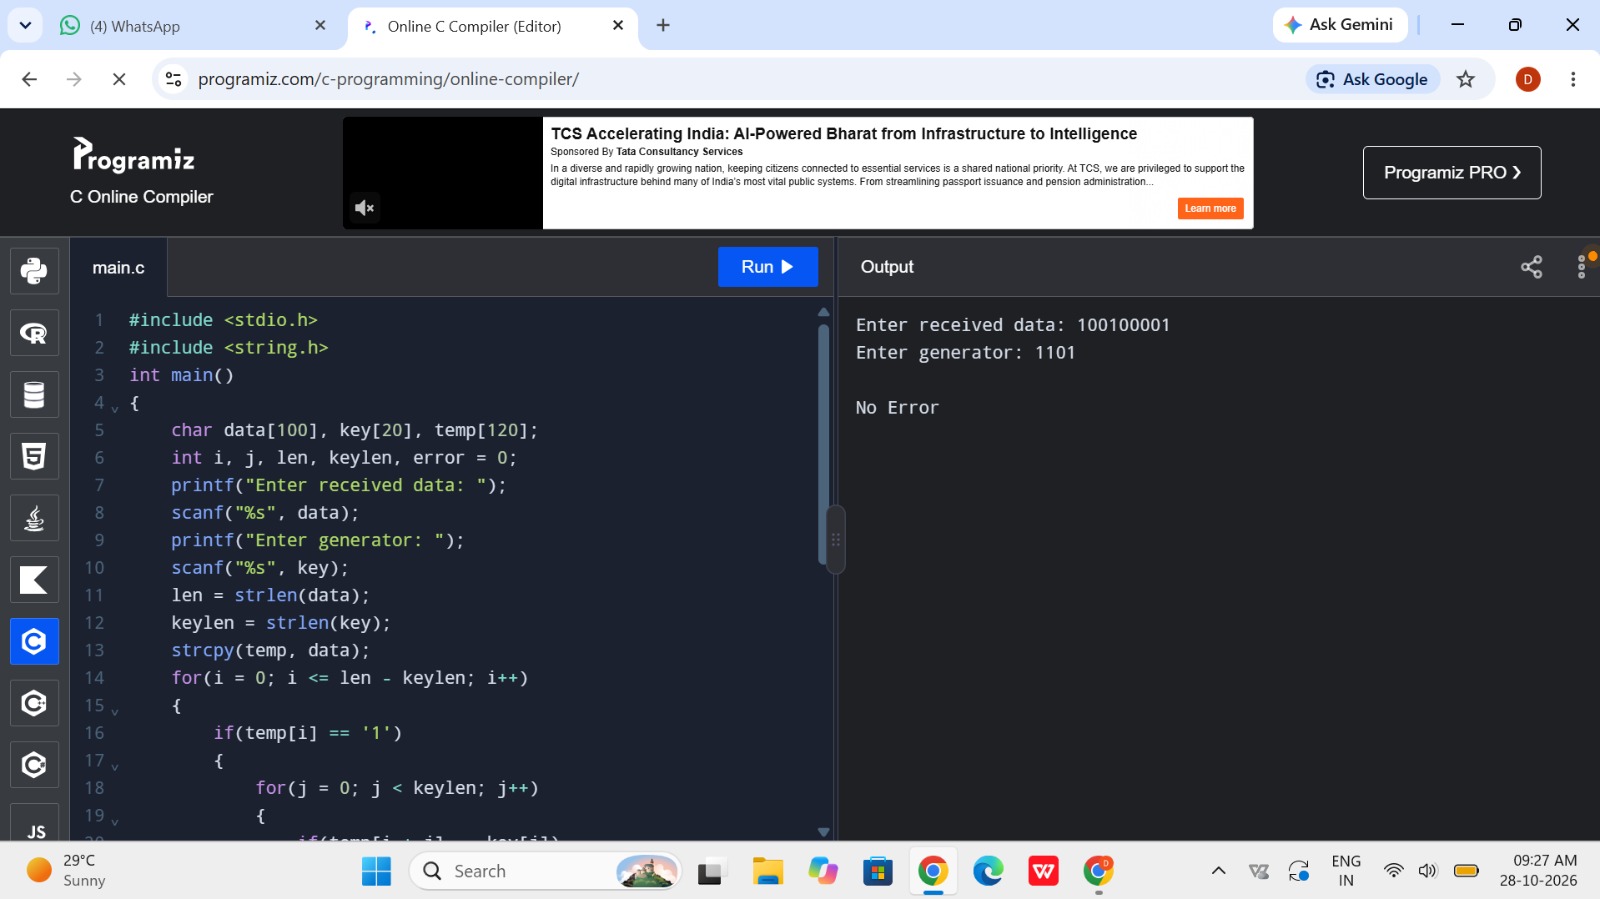 (4) WhatsApp
Online C Compiler (Editor)
Ask Gemini
programiz.com/c-programming/online-compiler/
Ask Google
D
Programiz
C Online Compiler
TCS Accelerating India: AI-Powered Bharat from Infrastructure to Intelligence
Sponsored By Tata Consultancy Services
In a diverse and rapidly growing nation, keeping citizens connected to essential services is a shared national priority. At TCS, we are privileged to support the
digital infrastructure behind many of India's most vital public systems. From streamlining passport issuance and pension administration...
Learn more
Programiz PRO ❯
main.c
Run
Output
1 #include <stdio.h>
2 #include <string.h>
3 int main()
4 {
5 char data[100], key[20], temp[120];
6 int i, j, len, keylen, error = 0;
7 printf("Enter received data: ");
8 scanf("%s", data);
9 printf("Enter generator: ");
10 scanf("%s", key);
11 len = strlen(data);
12 keylen = strlen(key);
13 strcpy(temp, data);
14 for(i = 0; i <= len - keylen; i++)
15 {
16 if(temp[i] == '1')
17 {
18 for(j = 0; j < keylen; j++)
19 {
Enter received data: 100100001
Enter generator: 1101
No Error
JS
29°C
Sunny
Search
ENG
IN
09:27 AM
28-10-2026